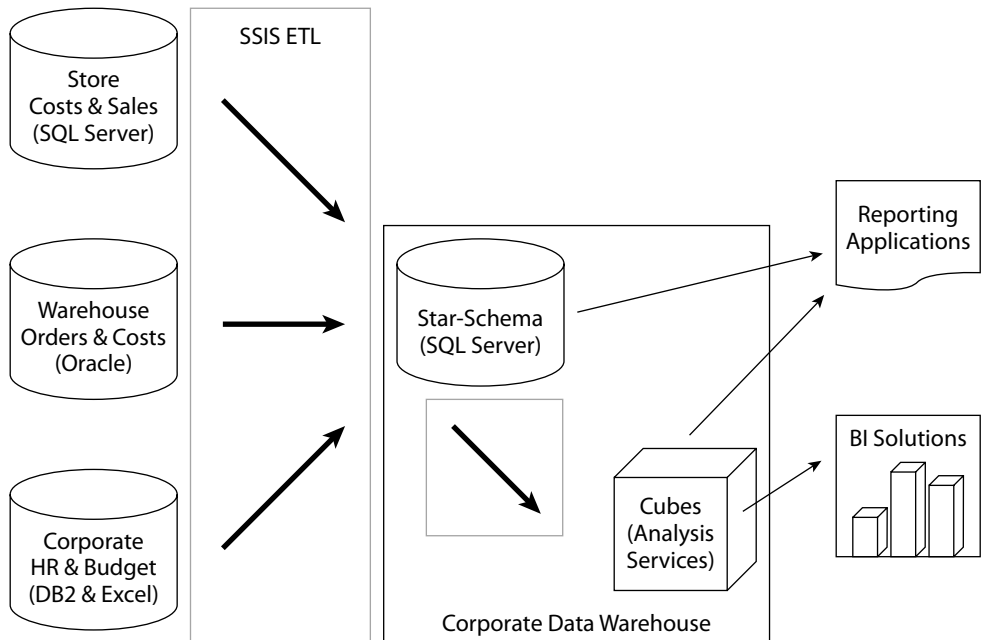 SSIS ETL
Store
Costs & Sales
(SQL Server)
Warehouse
Orders & Costs
(Oracle)
Corporate
HR & Budget
(DB2 & Excel)
Star-Schema
(SQL Server)
Cubes
(Analysis
Services)
Corporate Data Warehouse
Reporting
Applications
BI Solutions